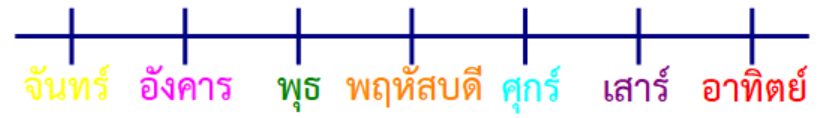 จันทร์ อังคาร พุธ พฤหัสบดี ศุกร์ เสาร์ อาทิตย์